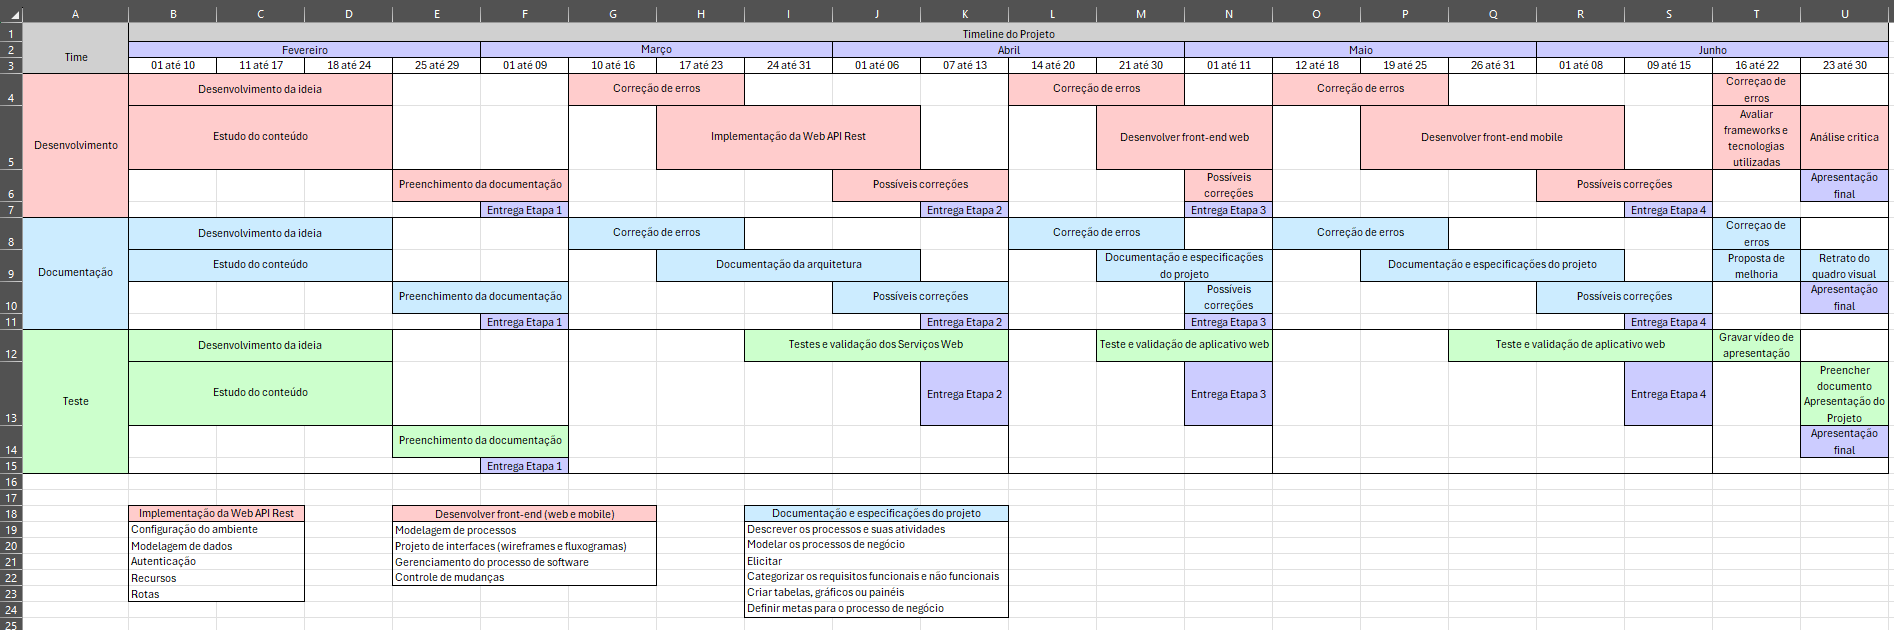 A B C D E F G H I J K L M N O P Q R S T U
1 Timeline do Projeto
Time
2 Fevereiro Março Abril Maio Junho
3 01 até 10 11 até 17 18 até 24 25 até 29 01 até 09 10 até 16 17 até 23 24 até 31 01 até 06 07 até 13 14 até 20 21 até 30 01 até 11 12 até 18 19 até 25 26 até 31 01 até 08 09 até 15 16 até 22 23 até 30
Desenvolvimento
4 Desenvolvimento da ideia Correção de erros Correção de erros Correção de erros Correçao de
erros
5 Estudo do conteúdo Implementação da Web API Rest Desenvolver front-end web Desenvolver front-end mobile Avaliar
frameworks e
tecnologias
utilizadas
Análise critica
6 Preenchimento da documentação Possíveis correções Possíveis
correções
Possíveis correções Apresentação
final
7 Entrega Etapa 1 Entrega Etapa 2 Entrega Etapa 3 Entrega Etapa 4
Documentação
8 Desenvolvimento da ideia Correção de erros Correção de erros Correção de erros Correçao de
erros
9 Estudo do conteúdo Documentação da arquitetura Documentação e especificações
do projeto
Documentação e especificações do projeto Proposta de
melhoria
Retrato do
quadro visual
10 Preenchimento da documentação Possíveis correções Possíveis
correções
Possíveis correções Apresentação
final
11 Entrega Etapa 1 Entrega Etapa 2 Entrega Etapa 3 Entrega Etapa 4
Teste
12 Desenvolvimento da ideia Testes e validação dos Serviços Web Teste e validação de aplicativo web Teste e validação de aplicativo web Gravar vídeo de
apresentação
13 Estudo do conteúdo Entrega Etapa 2 Entrega Etapa 3 Entrega Etapa 4 Preencher
documento
Apresentação do
Projeto
14 Preenchimento da documentação Apresentação
final
15 Entrega Etapa 1
16
17
18 Implementação da Web API Rest Desenvolver front-end (web e mobile) Documentação e especificações do projeto
19 Configuração do ambiente Modelagem de processos Descrever os processos e suas atividades
20 Modelagem de dados Projeto de interfaces (wireframes e fluxogramas) Modelar os processos de negócio
21 Autenticação Gerenciamento do processo de software Elicitar
22 Recursos Controle de mudanças Categorizar os requisitos funcionais e não funcionais
23 Rotas Criar tabelas, gráficos ou painéis
24 Definir metas para o processo de negócio
25